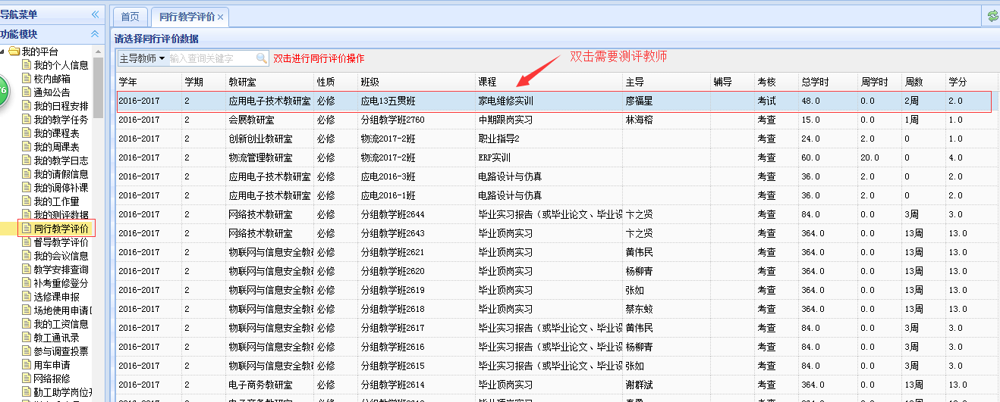 导航菜单
首页 同行教学评价
功能模块
请选择同行评价数据
我的平台
我的个人信息
校内邮箱
通知公告
我的日程安排
我的教学任务
我的课程表
我的周课表
我的教学日志
我的请假信息
我的调停补课
我的工作量
我的测评数据
同行教学评价
督导教学评价
我的会议信息
教学安排查询
补考重修登分
选修课申报
场地使用申请
我的工资信息
教工通讯录
参与调查投票
用车申请
网络报修
勤工助学岗位
主导教师 输入查询关键字 双击进行同行评价操作
双击需要测评教师
学年 学期 教研室 性质 班级 课程 主导 辅导 考核 总学时 周学时 周数 学分
2016-2017 2 应用电子技术教研室 必修 应电13五贯班 家电维修实训 廖福星 考试 48.0 0.0 2周 2.0
2016-2017 2 会展教研室 必修 分组教学班2760 中期跟岗实习 林海榕 考查 15.0 0.0 1周 1.0
2016-2017 2 创新创业教研室 必修 物流2017-2班 职业指导2 考查 24.0 2.0 0 1.0
2016-2017 2 物流管理教研室 必修 物流2017-2班 ERP实训 考查 60.0 20.0 0 4.0
2016-2017 2 应用电子技术教研室 必修 应电2016-3班 电路设计与仿真 考查 36.0 2.0 0 2.0
2016-2017 2 应用电子技术教研室 必修 应电2016-1班 电路设计与仿真 考查 36.0 2.0 0 2.0
2016-2017 2 网络技术教研室 必修 分组教学班2644 毕业实习报告（或毕业论文、毕业设 卞之贤 考查 84.0 0.0 3周 3.0
2016-2017 2 网络技术教研室 必修 分组教学班2643 毕业顶岗实习 卞之贤 考查 364.0 0.0 13周 13.0
2016-2017 2 物联网与信息安全教研 必修 分组教学班2621 毕业顶岗实习 黄伟民 考查 364.0 0.0 13周 13.0
2016-2017 2 物联网与信息安全教研 必修 分组教学班2620 毕业顶岗实习 杨柳青 考查 364.0 0.0 13周 13.0
2016-2017 2 物联网与信息安全教研 必修 分组教学班2619 毕业顶岗实习 张如 考查 364.0 0.0 13周 13.0
2016-2017 2 物联网与信息安全教研 必修 分组教学班2618 毕业顶岗实习 蔡东蛟 考查 364.0 0.0 13周 13.0
2016-2017 2 物联网与信息安全教研 必修 分组教学班2617 毕业实习报告（或毕业论文、毕业设 黄伟民 考查 84.0 0.0 3周 3.0
2016-2017 2 物联网与信息安全教研 必修 分组教学班2616 毕业实习报告（或毕业论文、毕业设 杨柳青 考查 84.0 0.0 3周 3.0
2016-2017 2 物联网与信息安全教研 必修 分组教学班2615 毕业实习报告（或毕业论文、毕业设 张如 考查 84.0 0.0 3周 3.0
2016-2017 2 电子商务教研室 必修 分组教学班2614 毕业顶岗实习 谢群斌 考查 364.0 0.0 13周 13.0